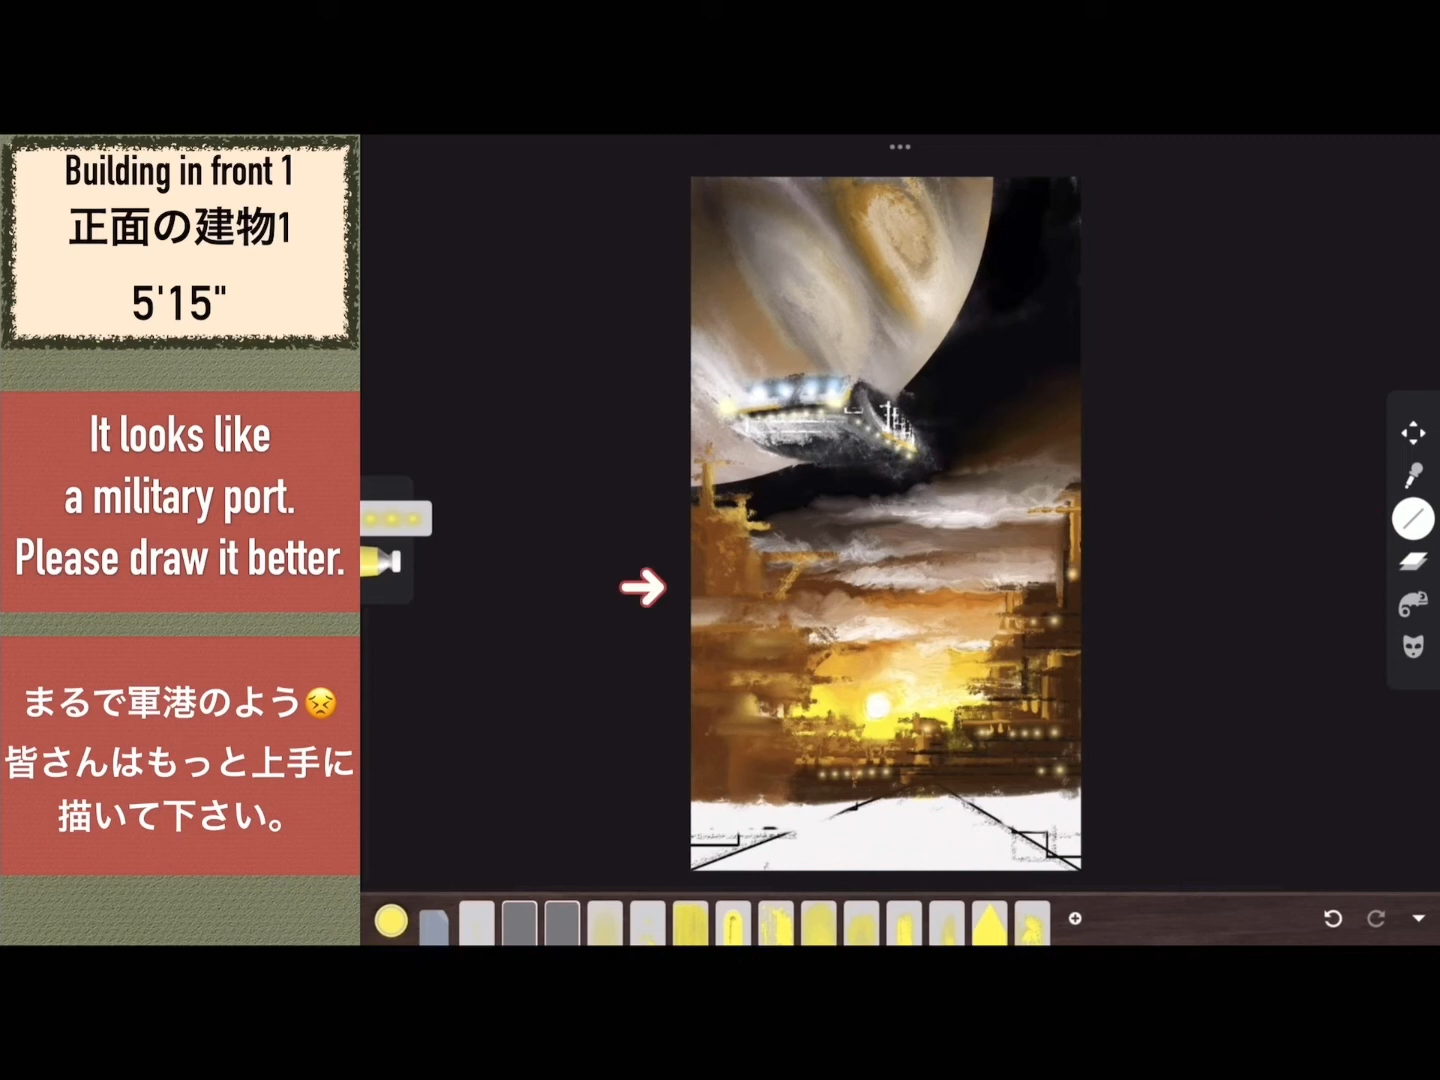 Building in front 1
正面の建物1
5'15"
It looks like
a military port.
Please draw it better.
まるで軍港のよう😣
皆さんはもっと上手に
描いて下さい。